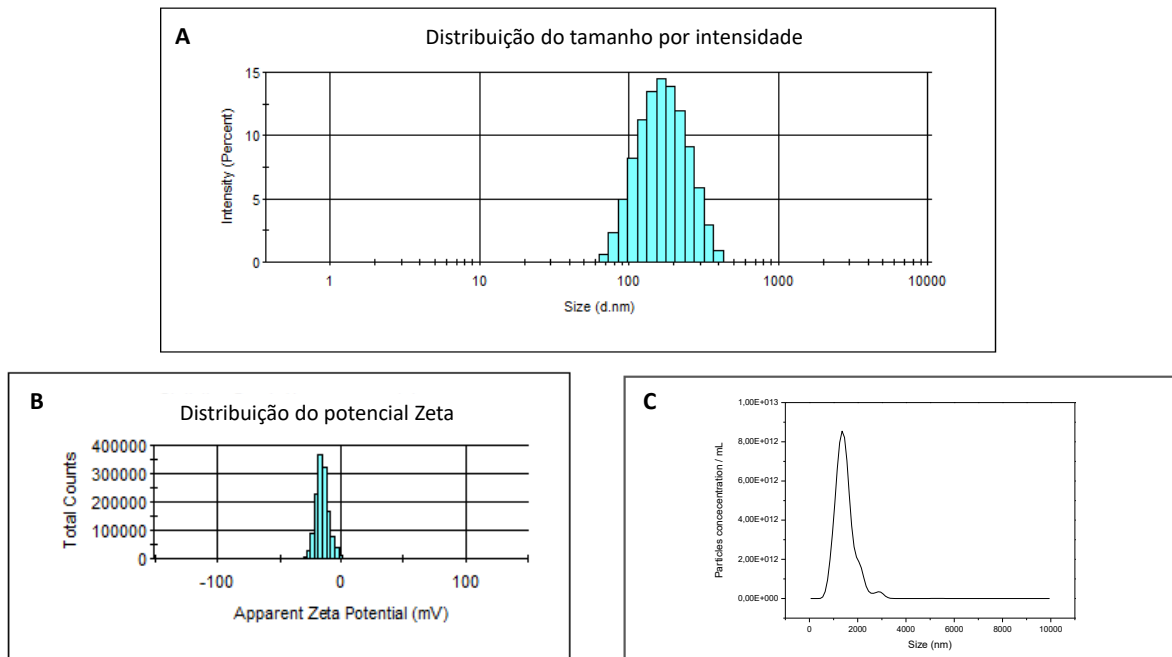 A
Distribuição do tamanho por intensidade
15
10
5
0
Intensity (Percent)
1 10 100 1000 10000
Size (d.nm)
B
Distribuição do potencial Zeta
400000
300000
200000
100000
0
Total Counts
-100 0 100
Apparent Zeta Potential (mV)
C
1,00E+013
8,00E+012
6,00E+012
4,00E+012
2,00E+012
0,00E+000
Particles concecentration / mL
0 2000 4000 6000 8000 10000
Size (nm)